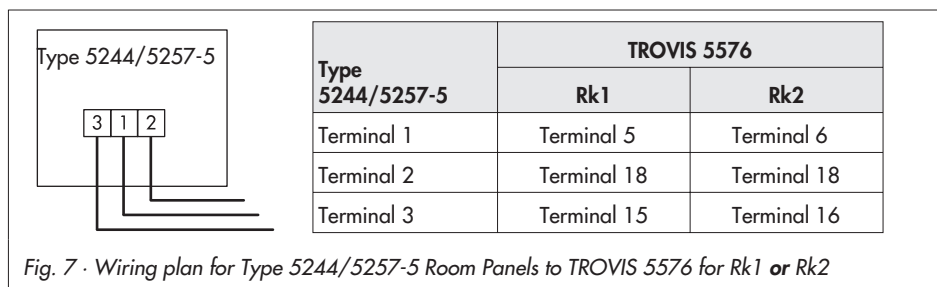 Type 5244/5257-5
3 1 2
Type 5244/5257-5 TROVIS 5576
Rk1 Rk2
Terminal 1 Terminal 5 Terminal 6
Terminal 2 Terminal 18 Terminal 18
Terminal 3 Terminal 15 Terminal 16
Fig. 7 · Wiring plan for Type 5244/5257-5 Room Panels to TROVIS 5576 for Rk1 or Rk2